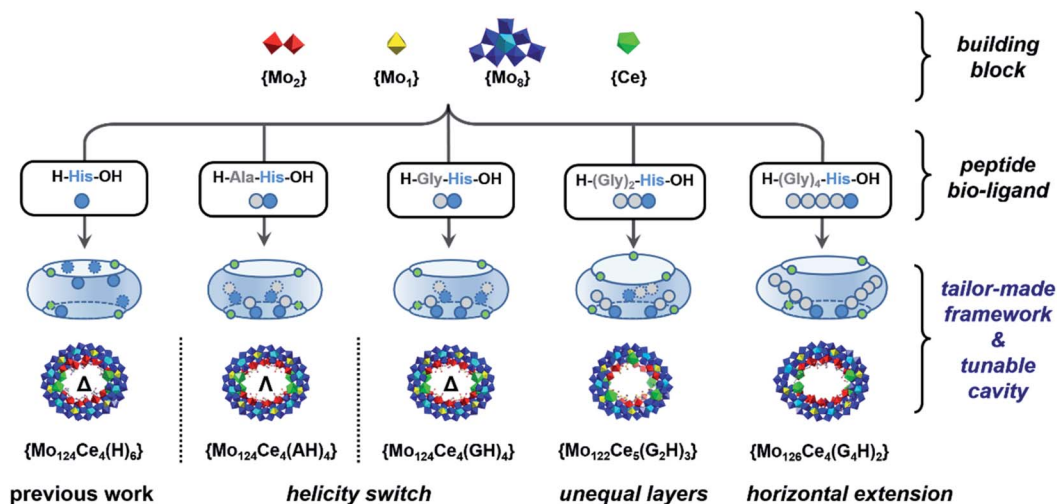 {Mo₂} {Mo₁} {Mo₈} {Ce}
building
block
H-His-OH H-Ala-His-OH H-Gly-His-OH H-(Gly)₂-His-OH H-(Gly)₄-His-OH
peptide
bio-ligand
tailor-made
framework
&
tunable
cavity
Δ Λ Δ
{Mo₁₂₄Ce₄(H)₆} {Mo₁₂₄Ce₄(AH)₄} {Mo₁₂₄Ce₄(GH)₄} {Mo₁₂₂Ce₅(G₂H)₃} {Mo₁₂₆Ce₄(G₄H)₂}
previous work helicity switch unequal layers horizontal extension